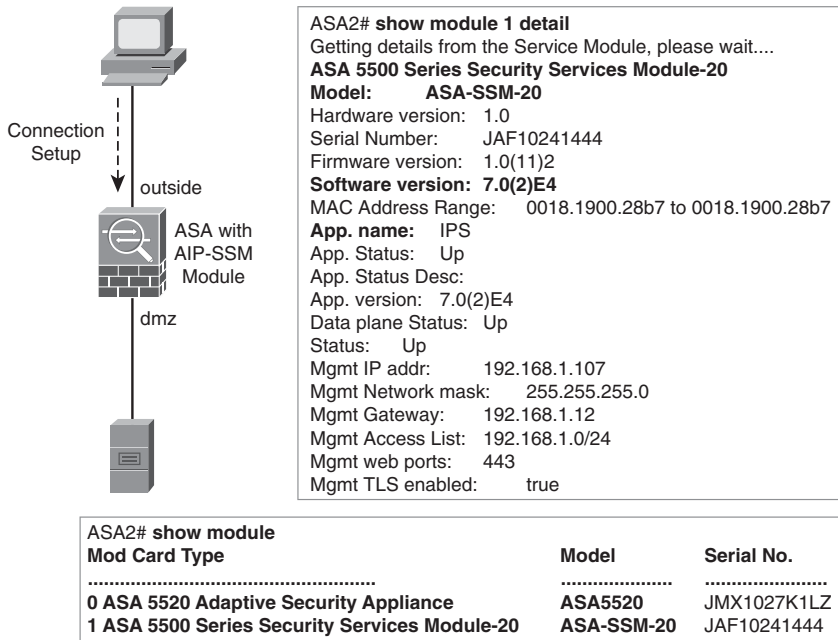 Connection
Setup
outside
ASA with
AIP-SSM
Module
dmz
ASA2# show module 1 detail
Getting details from the Service Module, please wait....
ASA 5500 Series Security Services Module-20
Model: ASA-SSM-20
Hardware version: 1.0
Serial Number: JAF10241444
Firmware version: 1.0(11)2
Software version: 7.0(2)E4
MAC Address Range: 0018.1900.28b7 to 0018.1900.28b7
App. name: IPS
App. Status: Up
App. Status Desc:
App. version: 7.0(2)E4
Data plane Status: Up
Status: Up
Mgmt IP addr: 192.168.1.107
Mgmt Network mask: 255.255.255.0
Mgmt Gateway: 192.168.1.12
Mgmt Access List: 192.168.1.0/24
Mgmt web ports: 443
Mgmt TLS enabled: true
ASA2# show module
Mod Card Type Model Serial No.
...................................................... ..................... .......................
0 ASA 5520 Adaptive Security Appliance ASA5520 JMX1027K1LZ
1 ASA 5500 Series Security Services Module-20 ASA-SSM-20 JAF10241444